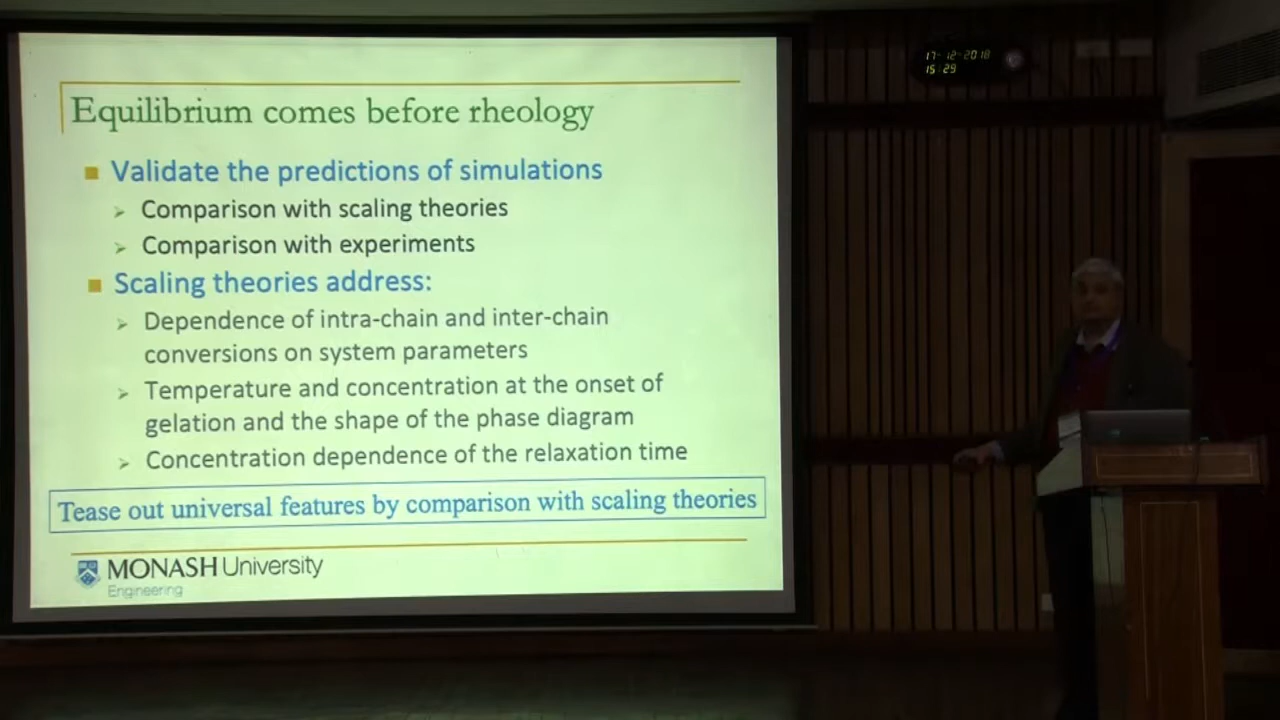 Equilibrium comes before rheology
Validate the predictions of simulations
Comparison with scaling theories
Comparison with experiments
Scaling theories address:
Dependence of intra-chain and inter-chain
conversions on system parameters
Temperature and concentration at the onset of
gelation and the shape of the phase diagram
Concentration dependence of the relaxation time
Tease out universal features by comparison with scaling theories
MONASH University
Engineering
17-12-2018
15:29